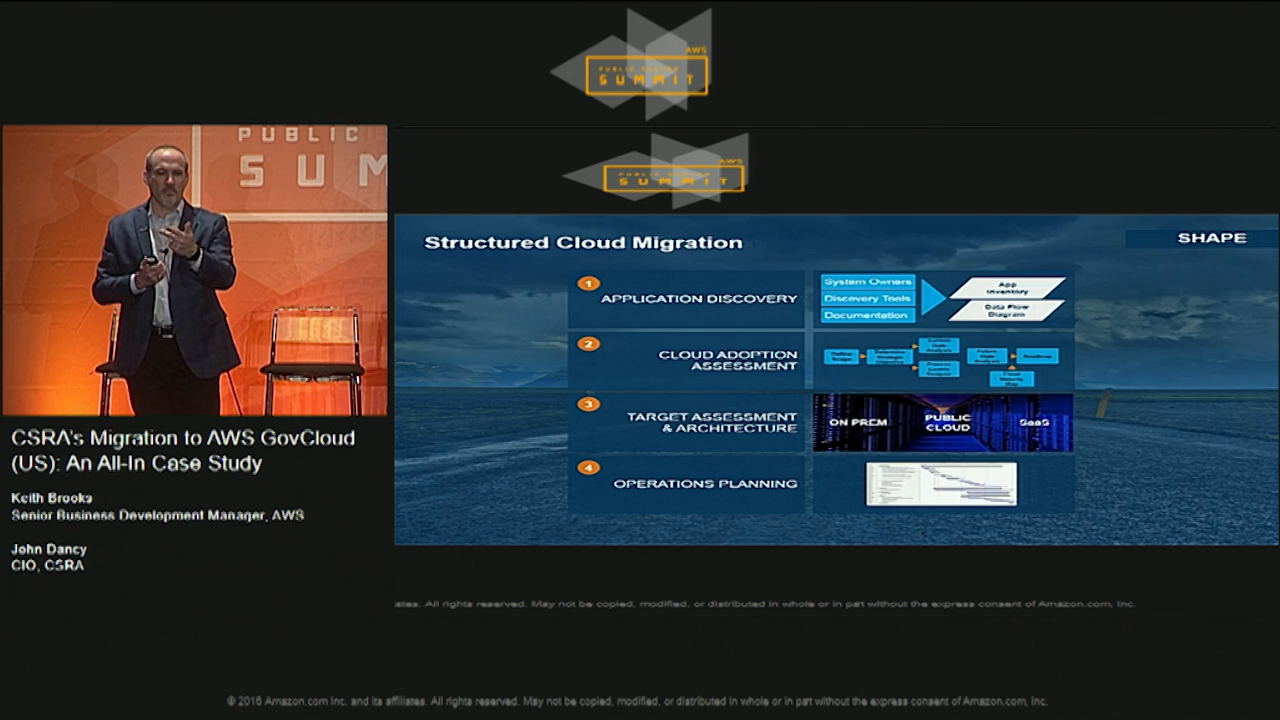 AWS
PUBLIC SECTOR
SUMMIT
AWS
PUBLIC SECTOR
SUMMIT
PUBLIC
SUM
CSRA's Migration to AWS GovCloud
(US): An All-In Case Study
Keith Brooks
Senior Business Development Manager, AWS
John Dancy
CIO, CSRA
Structured Cloud Migration
SHAPE
1
APPLICATION DISCOVERY
System Owners
Discovery Tools
Documentation
App
Inventory
Data Flow
Diagram
2
CLOUD ADOPTION
ASSESSMENT
Roadmap
3
TARGET ASSESSMENT
& ARCHITECTURE
ON PREM
PUBLIC
CLOUD
SaaS
4
OPERATIONS PLANNING
ates. All rights reserved. May not be copied, modified, or distributed in whole or in part without the express consent of Amazon.com, Inc.
© 2016 Amazon.com Inc. and its affiliates. All rights reserved. May not be copied, modified, or distributed in whole or in part without the express consent of Amazon.com, Inc.